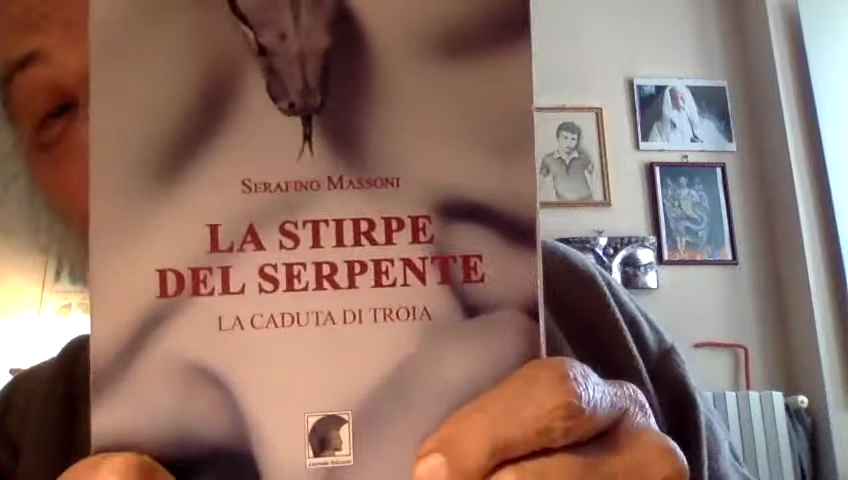 SERAFINO MASSONI
LA STIRPE
DEL SERPENTE
LA CADUTA DI TROIA